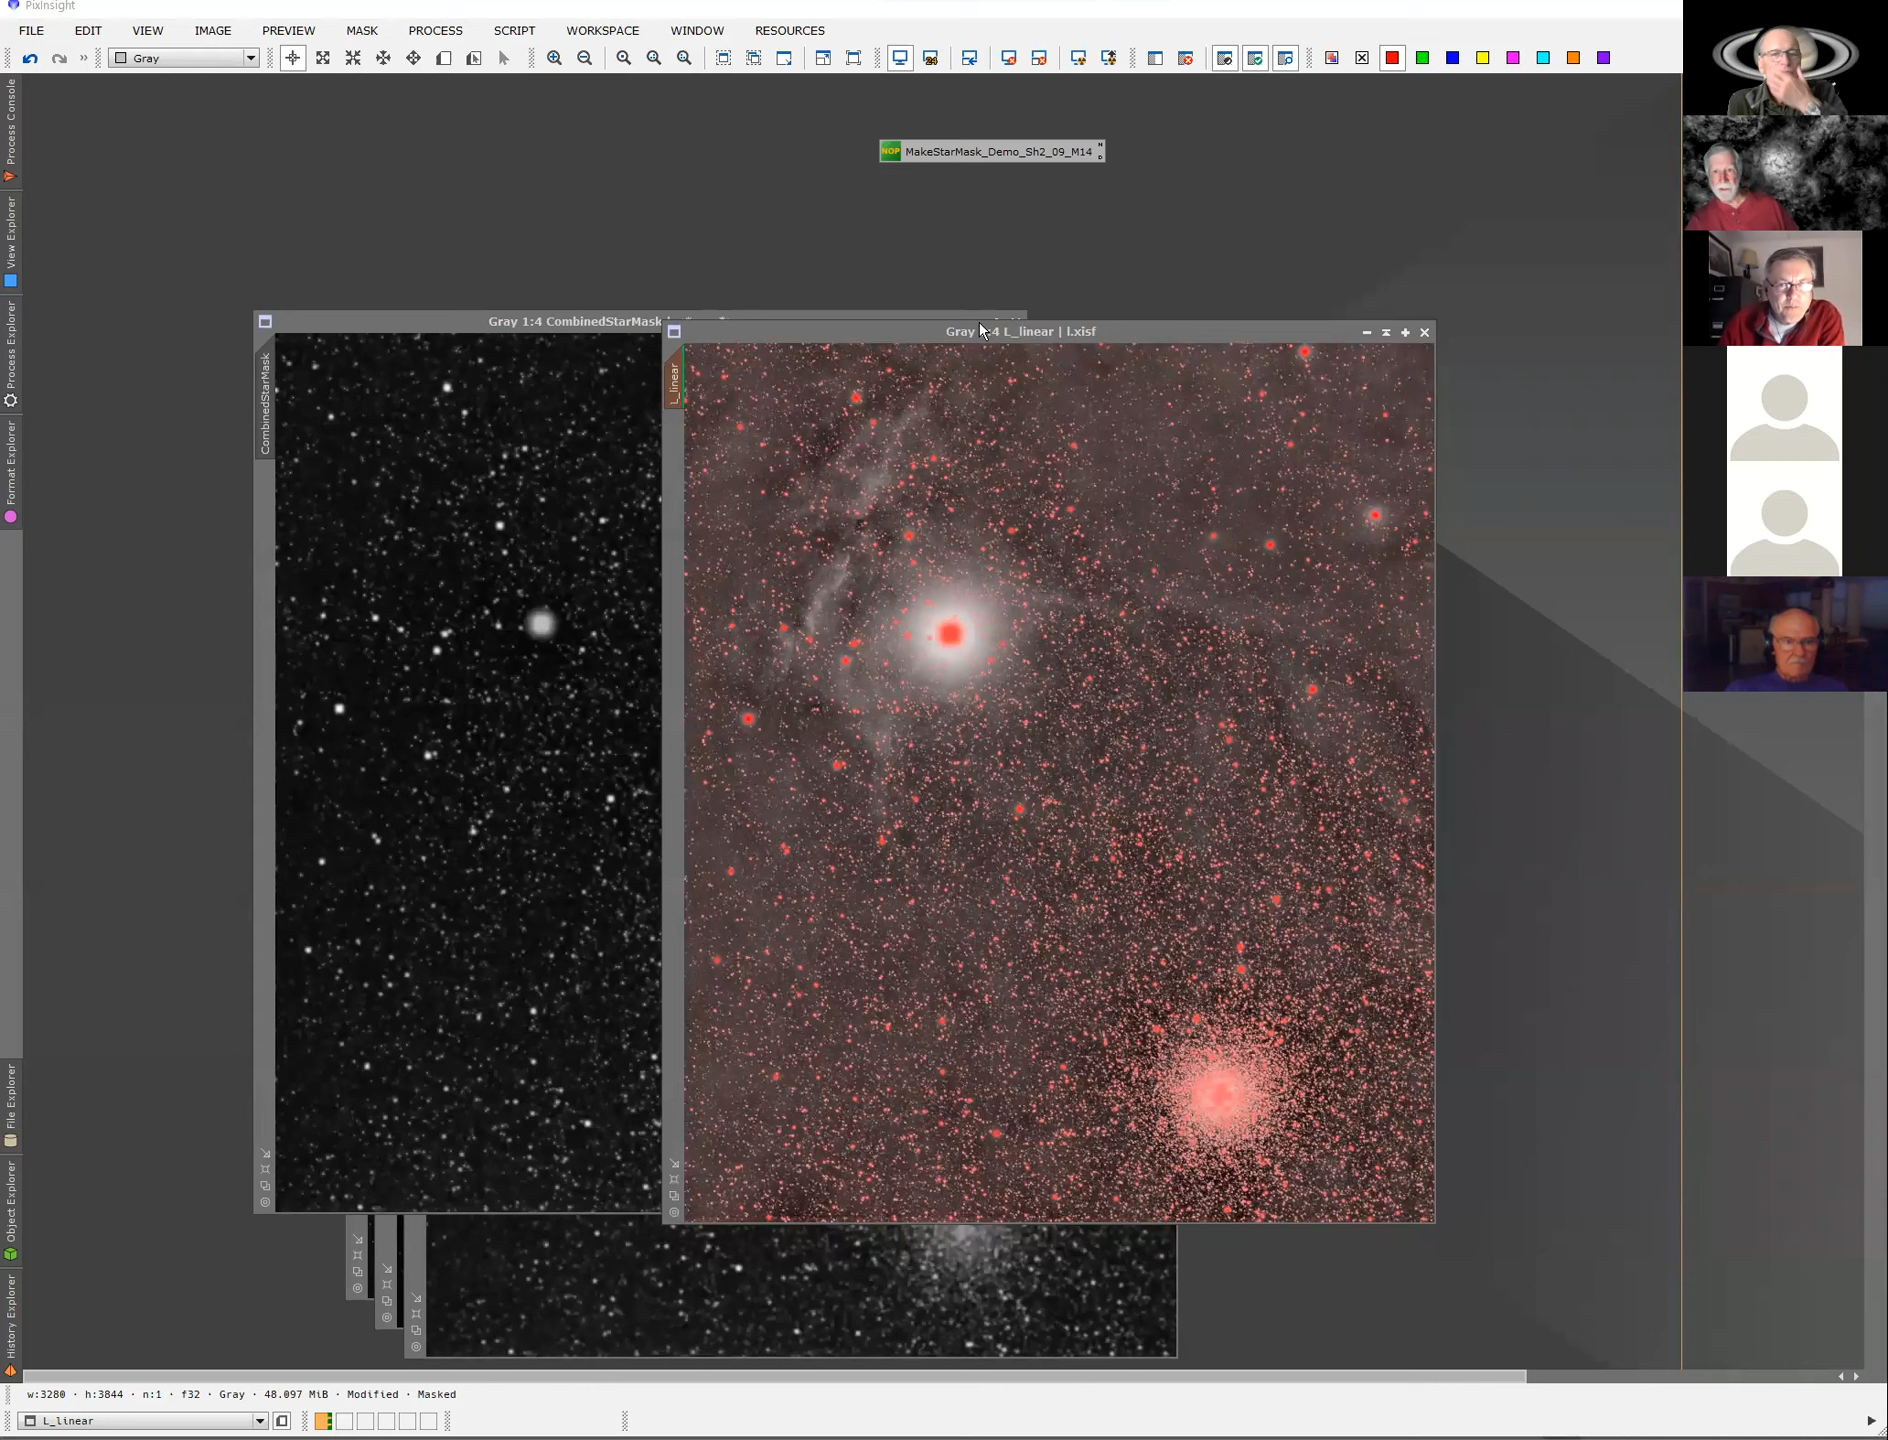 PixInsight
FILE EDIT VIEW IMAGE PREVIEW MASK PROCESS SCRIPT WORKSPACE WINDOW RESOURCES
Gray
24
Process Console
View Explorer
Process Explorer
Format Explorer
File Explorer
Object Explorer
History Explorer
NOP MakeStarMask_Demo_Sh2_09_M14
Gray 1:4 CombinedStarMask
CombinedStarMask
Gray 1:4 L_linear | l.xisf
L_linear
w:3280 · h:3844 · n:1 · f32 · Gray · 48.097 MiB · Modified · Masked
L_linear